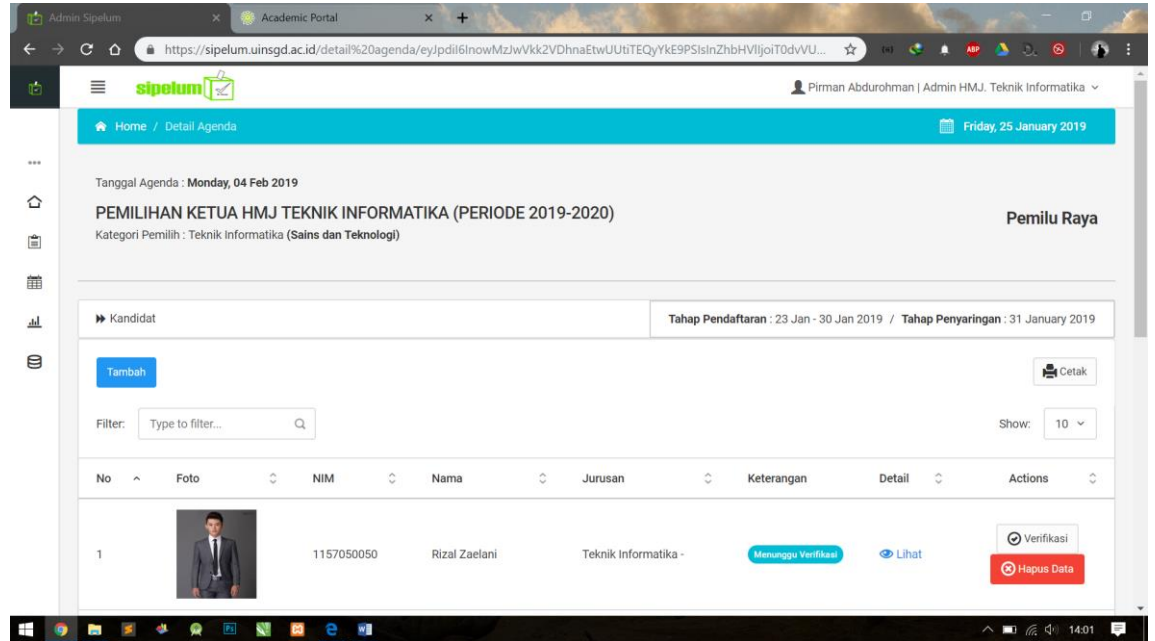 Admin Sipelum
Academic Portal
https://sipelum.uinsgd.ac.id/detail%20agenda/
sipelum
Pirman Abdurohman | Admin HMJ. Teknik Informatika
Home / Detail Agenda
Friday, 25 January 2019
Tanggal Agenda : Monday, 04 Feb 2019
PEMILIHAN KETUA HMJ TEKNIK INFORMATIKA (PERIODE 2019-2020)
Pemilu Raya
Kategori Pemilih : Teknik Informatika (Sains dan Teknologi)
Kandidat
Tahap Pendaftaran : 23 Jan - 30 Jan 2019 / Tahap Penyaringan : 31 January 2019
Tambah
Cetak
Filter: Type to filter...
Show: 10
No Foto NIM Nama Jurusan Keterangan Detail Actions
1 1157050050 Rizal Zaelani Teknik Informatika - Menunggu Verifikasi Lihat
Verifikasi
Hapus Data
14:01